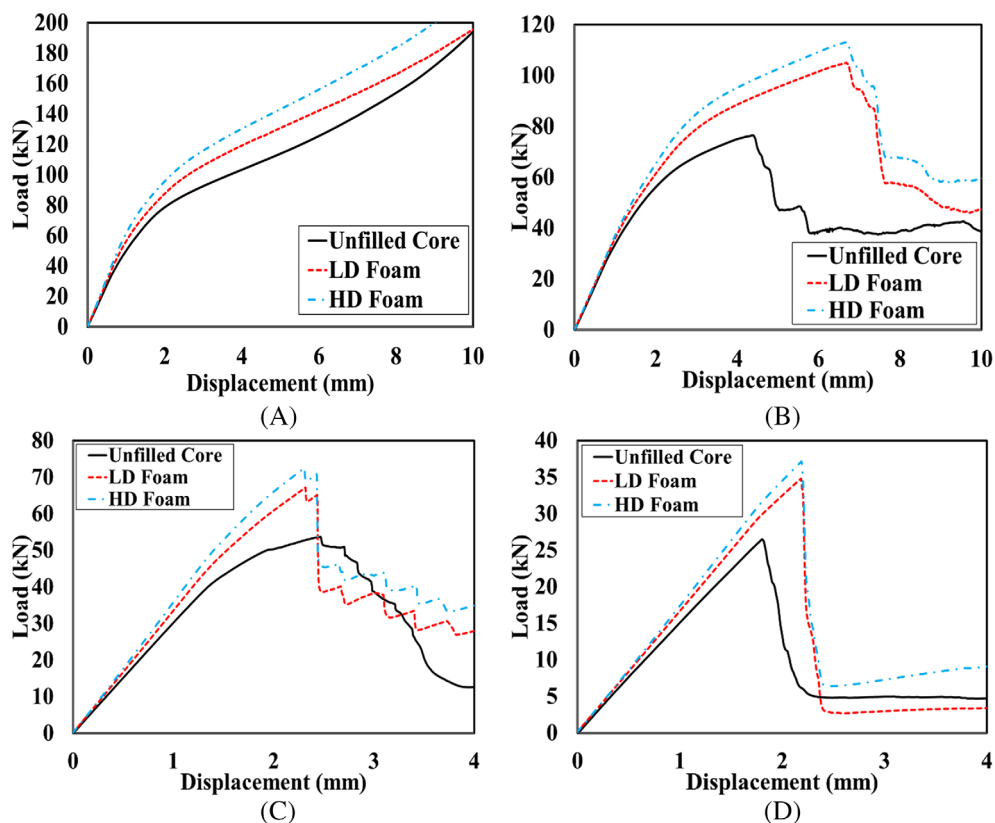 200
180
160
140
120
100
80
60
40
20
0
Load (kN)
Unfilled Core
LD Foam
HD Foam
0 2 4 6 8 10
Displacement (mm)
(A)
120
100
80
60
40
20
0
Load (kN)
Unfilled Core
LD Foam
HD Foam
0 2 4 6 8 10
Displacement (mm)
(B)
80
70
60
50
40
30
20
10
0
Load (kN)
Unfilled Core
LD Foam
HD Foam
0 1 2 3 4
Displacement (mm)
(C)
40
35
30
25
20
15
10
5
0
Load (kN)
Unfilled Core
LD Foam
HD Foam
0 1 2 3 4
Displacement (mm)
(D)